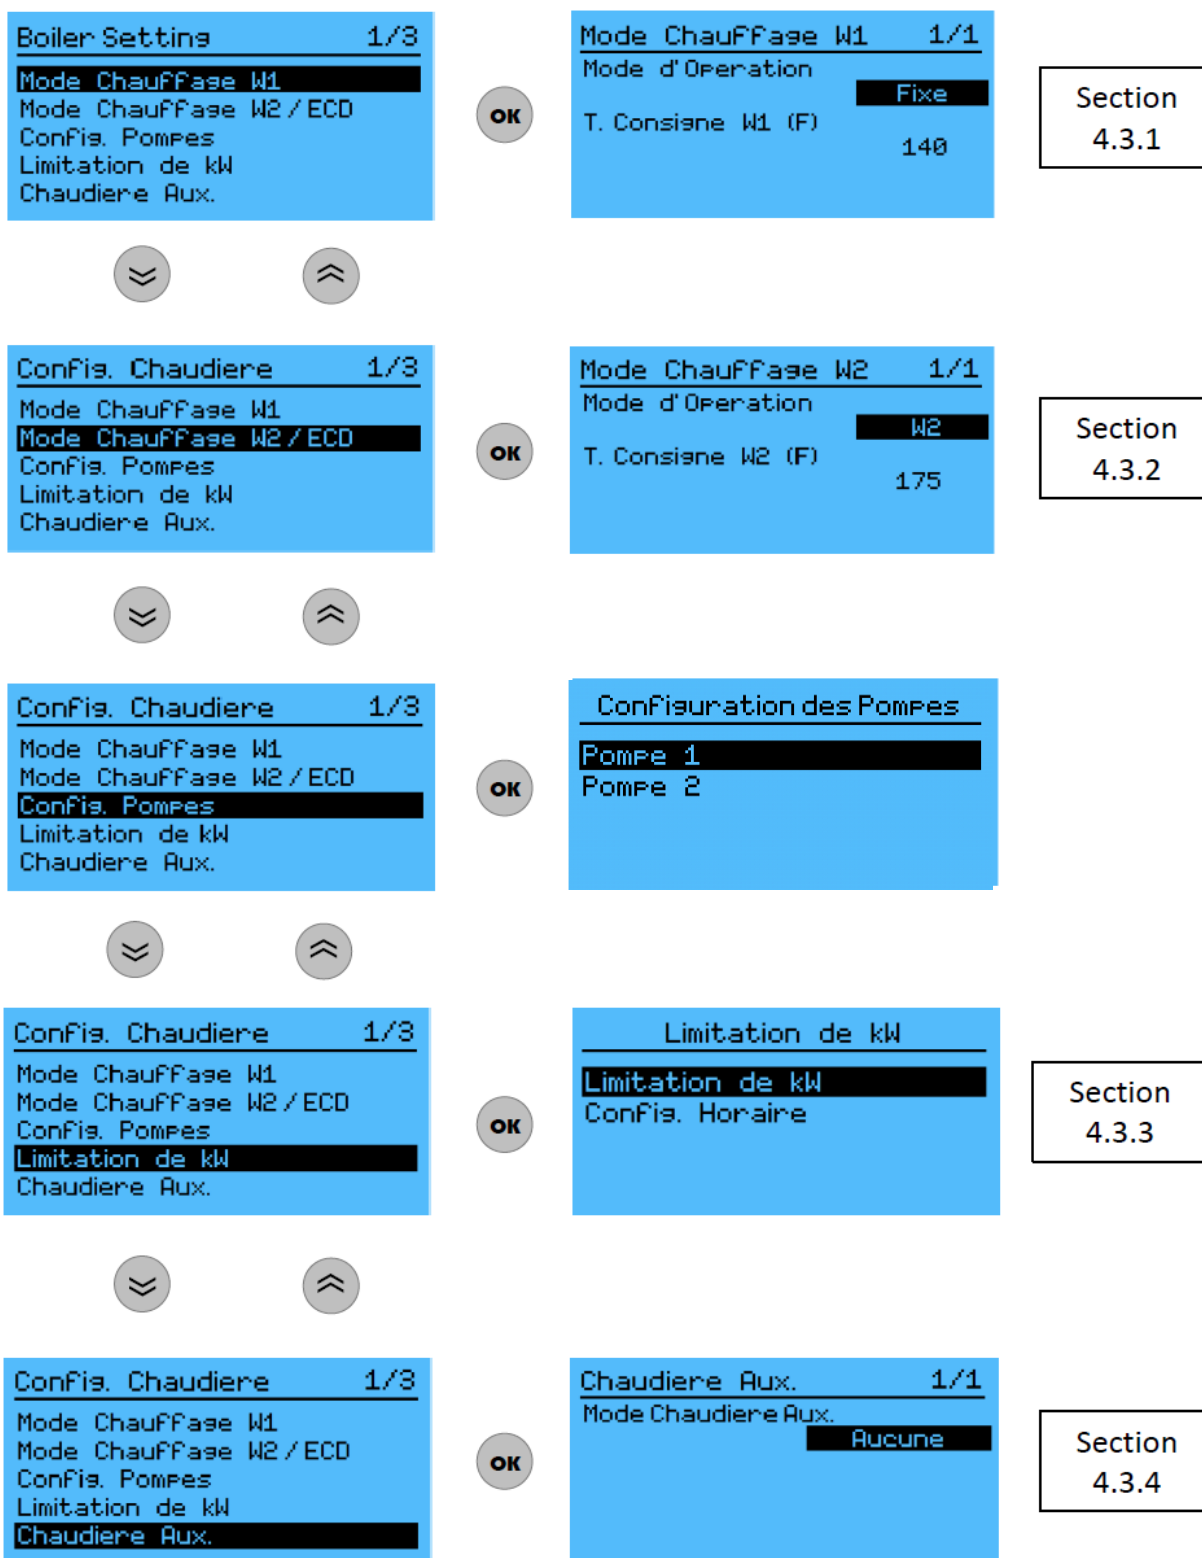 Boiler Setting 1/3
Mode Chauffage W1
Mode Chauffage W2/ECD
Config. Pompes
Limitation de kW
Chaudiere Aux.
OK
Mode Chauffage W1 1/1
Mode d'Operation
Fixe
T. Consigne W1 (F)
140
Section
4.3.1
Config. Chaudiere 1/3
Mode Chauffage W1
Mode Chauffage W2/ECD
Config. Pompes
Limitation de kW
Chaudiere Aux.
OK
Mode Chauffage W2 1/1
Mode d'Operation
W2
T. Consigne W2 (F)
175
Section
4.3.2
Config. Chaudiere 1/3
Mode Chauffage W1
Mode Chauffage W2/ECD
Config. Pompes
Limitation de kW
Chaudiere Aux.
OK
Configuration des Pompes
Pompe 1
Pompe 2
Config. Chaudiere 1/3
Mode Chauffage W1
Mode Chauffage W2/ECD
Config. Pompes
Limitation de kW
Chaudiere Aux.
OK
Limitation de kW
Limitation de kW
Config. Horaire
Section
4.3.3
Config. Chaudiere 1/3
Mode Chauffage W1
Mode Chauffage W2/ECD
Config. Pompes
Limitation de kW
Chaudiere Aux.
OK
Chaudiere Aux. 1/1
Mode Chaudiere Aux.
Aucune
Section
4.3.4